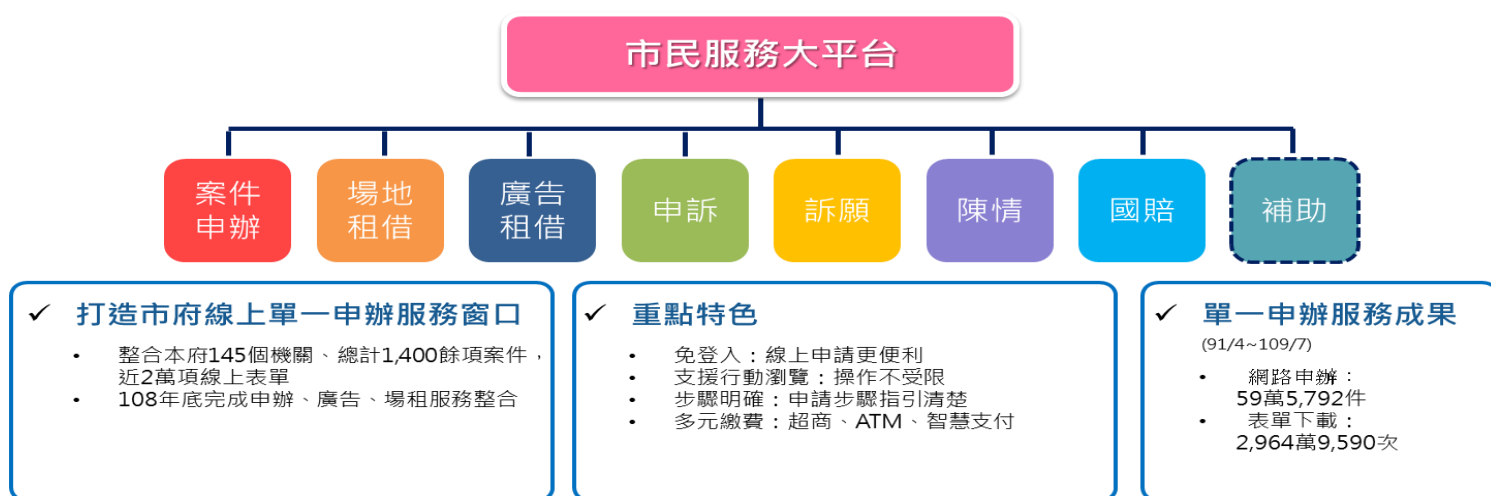 市民服務大平台
案件
申辦
場地
租借
廣告
租借
申訴
訴願
陳情
國賠
補助
✓ 打造市府線上單一申辦服務窗口
• 整合本府145個機關、總計1,400餘項案件，
近2萬項線上表單
• 108年底完成申辦、廣告、場租服務整合
✓ 重點特色
• 免登入：線上申請更便利
• 支援行動瀏覽：操作不受限
• 步驟明確：申請步驟指引清楚
• 多元繳費：超商、ATM、智慧支付
✓ 單一申辦服務成果
(91/4~109/7)
• 網路申辦：
59萬5,792件
• 表單下載：
2,964萬9,590次